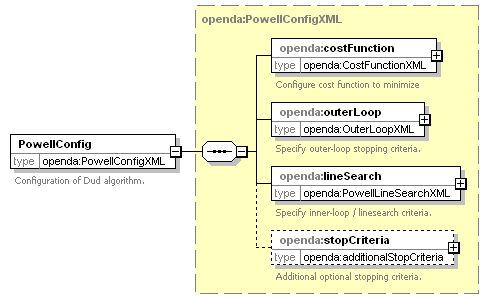 openda:PowellConfigXML
openda:costFunction
type openda:CostFunctionXML
Configure cost function to minimize
openda:outerLoop
type openda:OuterLoopXML
Specify outer-loop stopping criteria.
PowellConfig
type openda:PowellConfigXML
Configuration of Dud algorithm.
openda:lineSearch
type openda:PowellLineSearchXML
Specify inner-loop / linesearch criteria.
openda:stopCriteria
type openda:additionalStopCriteria
Additional optional stopping criteria.